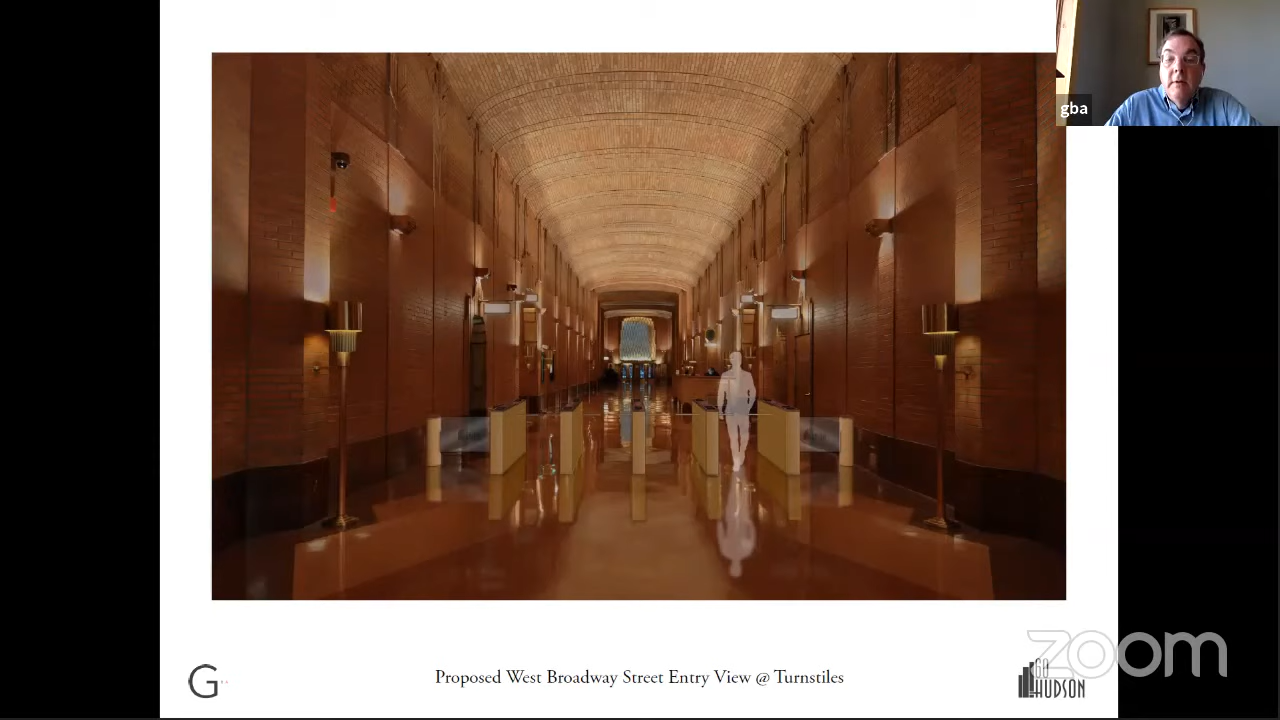 gba
Proposed West Broadway Street Entry View @ Turnstiles
G
60
HUDSON
zoom